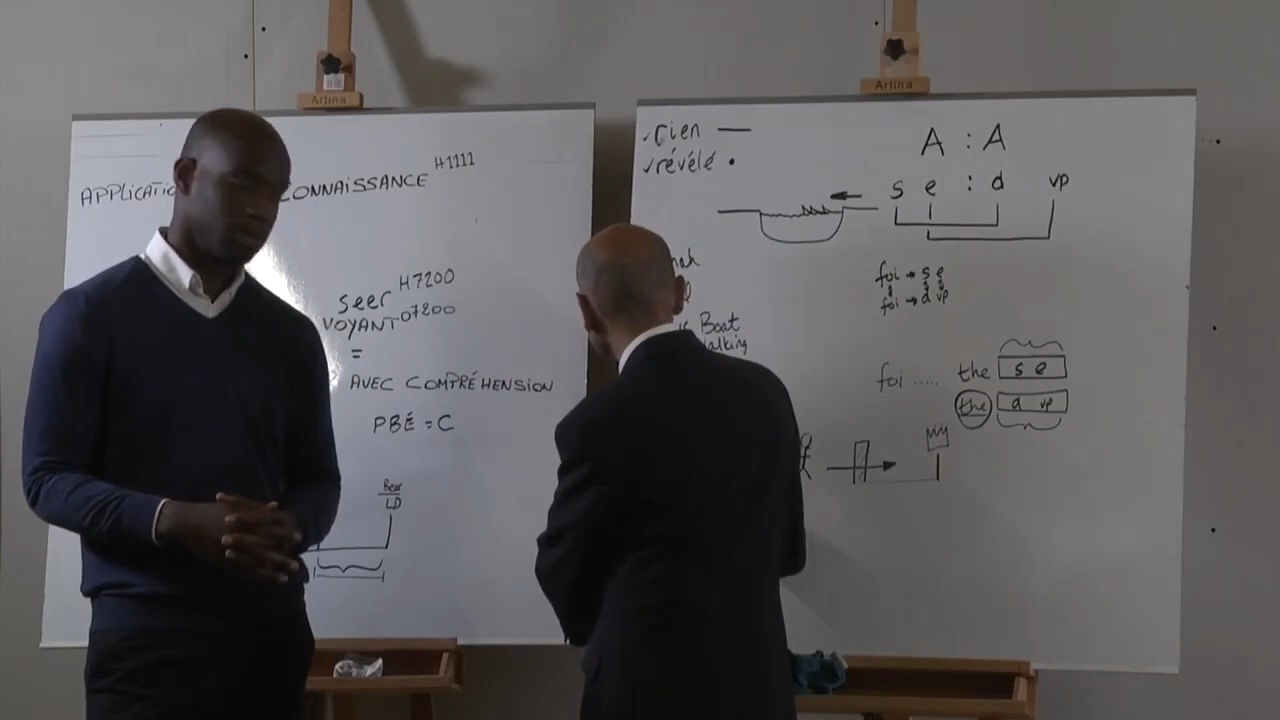 Artina
Artina
APPLICATIO
CONNAISSANCE H1111
seer H7200
VOYANT 07200
=
AVEC COMPRÉHENSION
PBÉ = C
Bear
✓rien —
✓révélé •
A : A
s e : d vp
foi → s e
foi → d vp
Boat
foi ..... the s e
the d vp